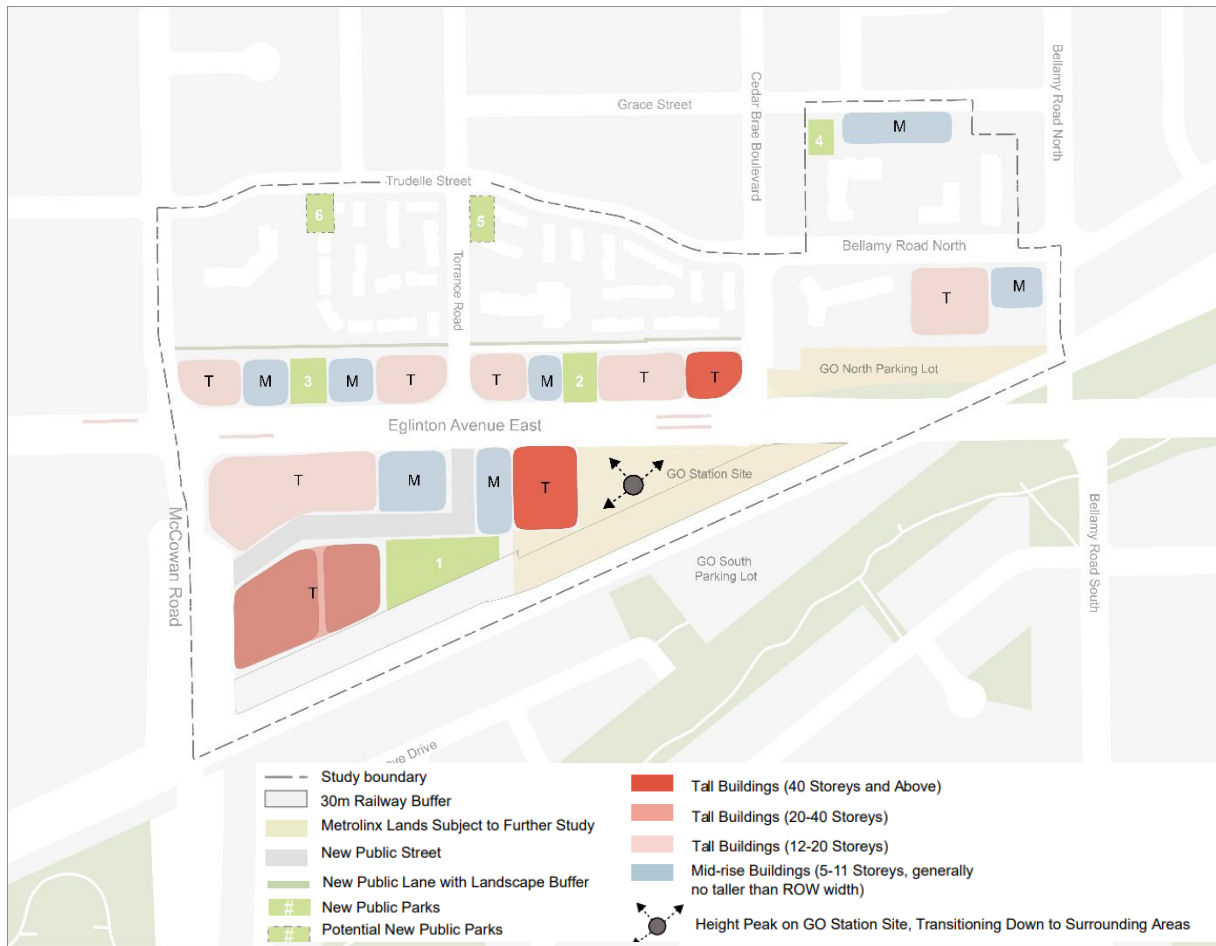 Grace Street
Cedar Brae Boulevard
Bellamy Road North
M
4
Trudelle Street
6
5
Torrance Road
Bellamy Road North
T
M
GO North Parking Lot
T
M
3
M
T
T
M
2
T
T
Eglinton Avenue East
T
M
M
T
GO Station Site
McCowan Road
1
T
GO South
Parking Lot
Bellamy Road South
Drive
Study boundary
30m Railway Buffer
Metrolinx Lands Subject to Further Study
New Public Street
New Public Lane with Landscape Buffer
# New Public Parks
# Potential New Public Parks
Tall Buildings (40 Storeys and Above)
Tall Buildings (20-40 Storeys)
Tall Buildings (12-20 Storeys)
Mid-rise Buildings (5-11 Storeys, generally
no taller than ROW width)
Height Peak on GO Station Site, Transitioning Down to Surrounding Areas